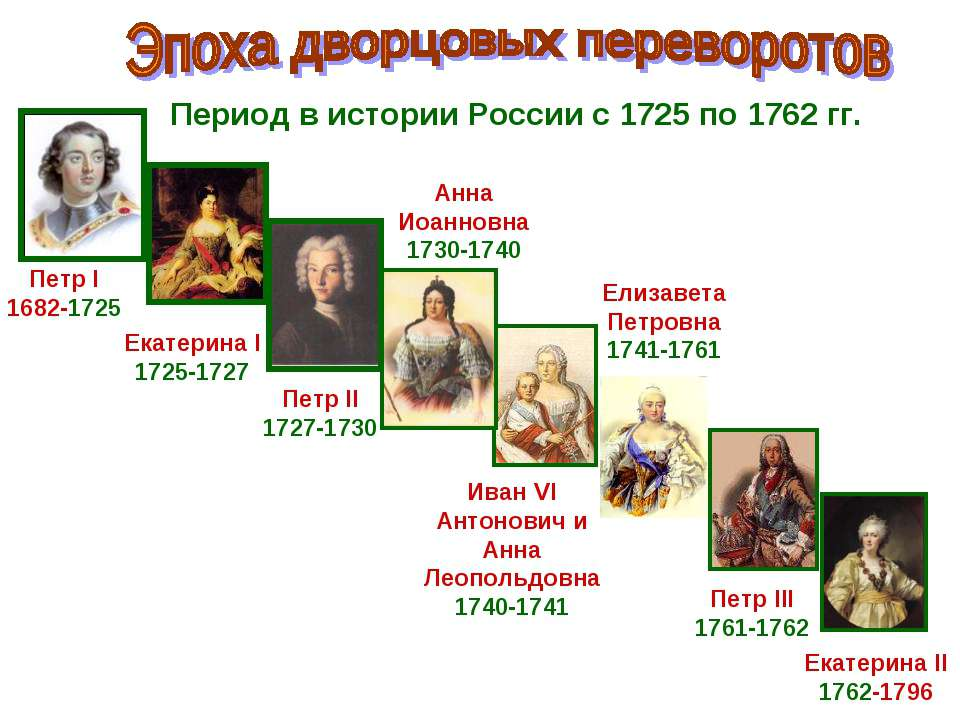 Эпоха дворцовых переворотов
Период в истории России с 1725 по 1762 гг.
Петр I
1682-1725
Екатерина I
1725-1727
Петр II
1727-1730
Анна
Иоанновна
1730-1740
Иван VI
Антонович и
Анна
Леопольдовна
1740-1741
Елизавета
Петровна
1741-1761
Петр III
1761-1762
Екатерина II
1762-1796